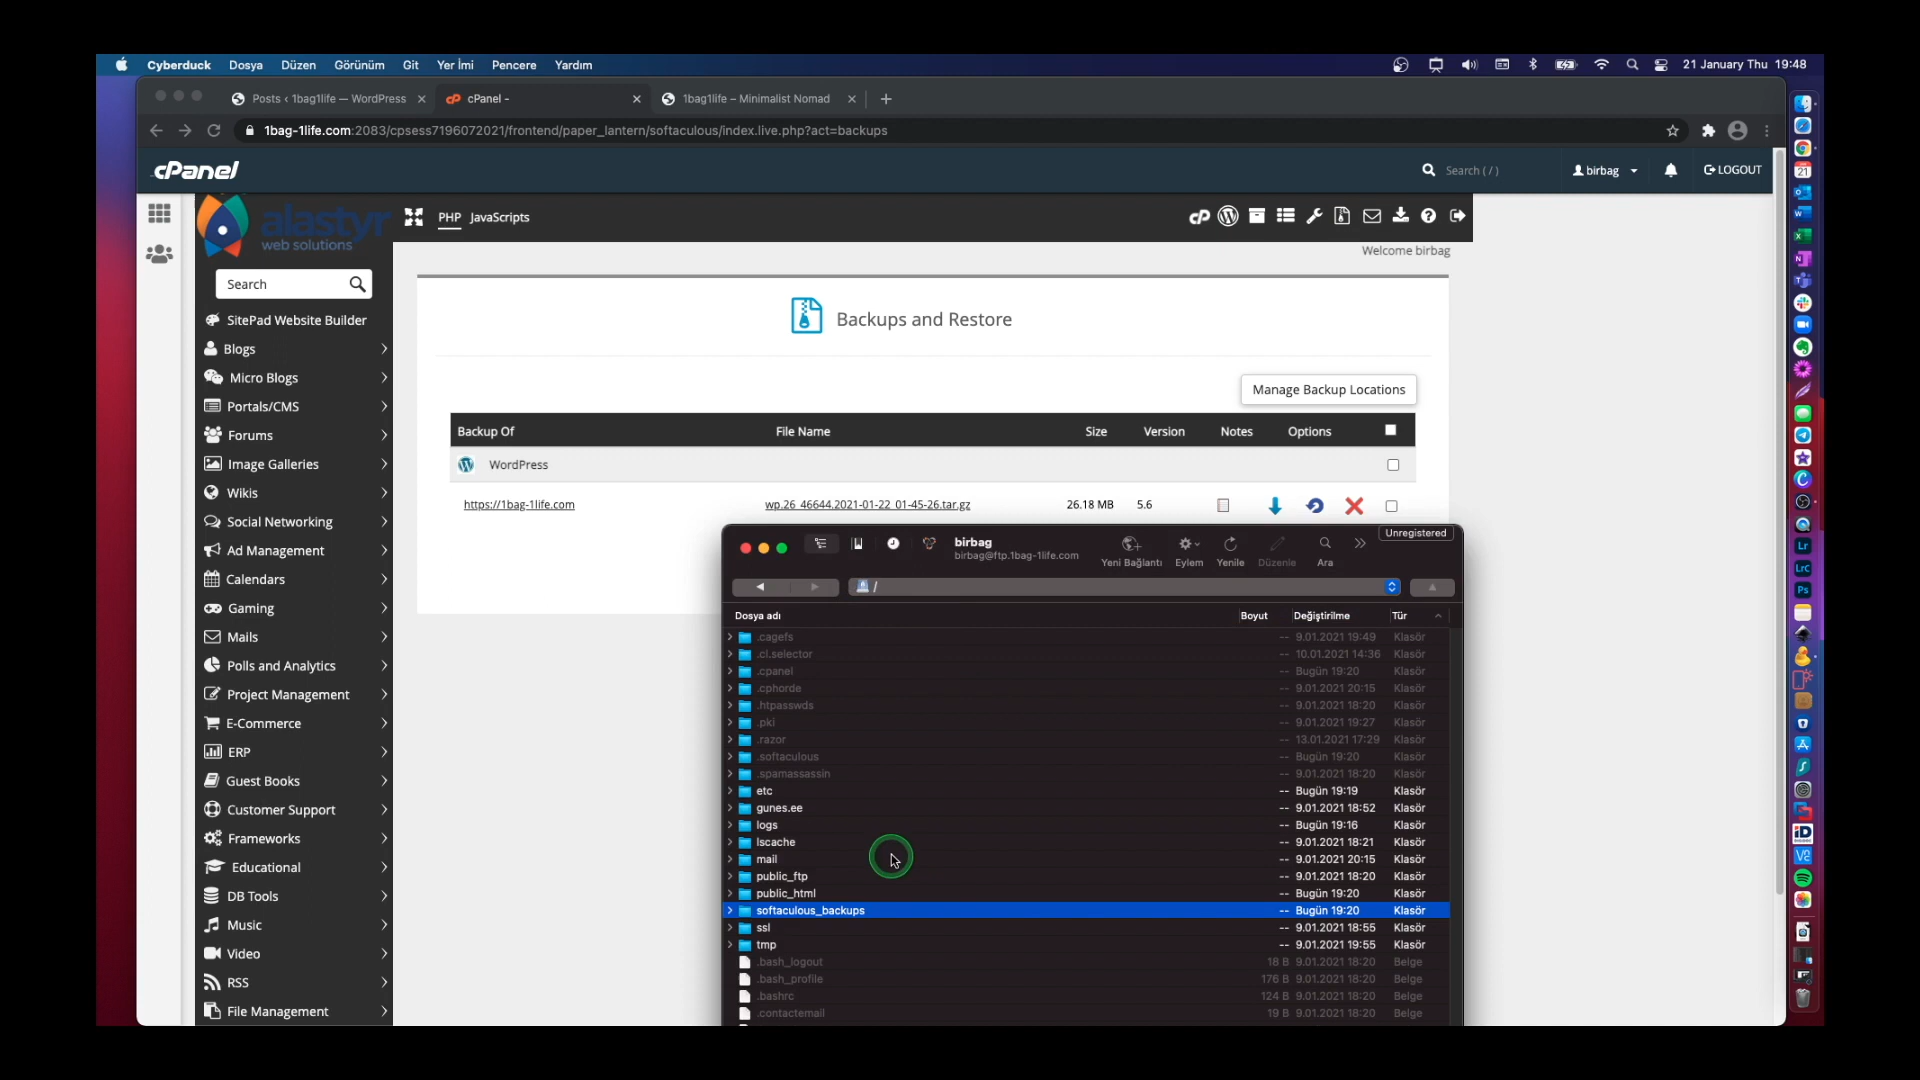 Cyberduck Dosya Düzen Görünüm Git Yer İmi Pencere Yardım 21 January Thu 19:48
Posts ‹ 1bag1life — WordPress cPanel - 1bag1life – Minimalist Nomad
1bag-1life.com:2083/cpsess7196072021/frontend/paper_lantern/softaculous/index.live.php?act=backups
cPanel Search ( / ) birbag LOGOUT
alastyr
web solutions
PHP JavaScripts
Welcome birbag
Search
SitePad Website Builder
Blogs
Micro Blogs
Portals/CMS
Forums
Image Galleries
Wikis
Social Networking
Ad Management
Calendars
Gaming
Mails
Polls and Analytics
Project Management
E-Commerce
ERP
Guest Books
Customer Support
Frameworks
Educational
DB Tools
Music
Video
RSS
File Management
Backups and Restore
Manage Backup Locations
Backup Of File Name Size Version Notes Options
WordPress
https://1bag-1life.com wp.26_46644.2021-01-22_01-45-26.tar.gz 26.18 MB 5.6
Unregistered
birbag
birbag@ftp.1bag-1life.com
Yeni Bağlantı Eylem Yenile Düzenle Ara
/
Dosya adı Boyut Değiştirilme Tür
.cagefs -- 9.01.2021 19:49 Klasör
.cl.selector -- 10.01.2021 14:36 Klasör
.cpanel -- Bugün 19:20 Klasör
.cphorde -- 9.01.2021 20:15 Klasör
.htpasswds -- 9.01.2021 18:20 Klasör
.pki -- 9.01.2021 19:27 Klasör
.razor -- 13.01.2021 17:29 Klasör
.softaculous -- Bugün 19:20 Klasör
.spamassassin -- 9.01.2021 18:20 Klasör
etc -- Bugün 19:19 Klasör
gunes.ee -- 9.01.2021 18:52 Klasör
logs -- Bugün 19:16 Klasör
lscache -- 9.01.2021 18:21 Klasör
mail -- 9.01.2021 20:15 Klasör
public_ftp -- 9.01.2021 18:20 Klasör
public_html -- Bugün 19:20 Klasör
softaculous_backups -- Bugün 19:20 Klasör
ssl -- 9.01.2021 18:55 Klasör
tmp -- 9.01.2021 19:55 Klasör
.bash_logout 18 B 9.01.2021 18:20 Belge
.bash_profile 176 B 9.01.2021 18:20 Belge
.bashrc 124 B 9.01.2021 18:20 Belge
.contactemail 19 B 9.01.2021 18:20 Belge
21
Lr
LrC
Ps
iD